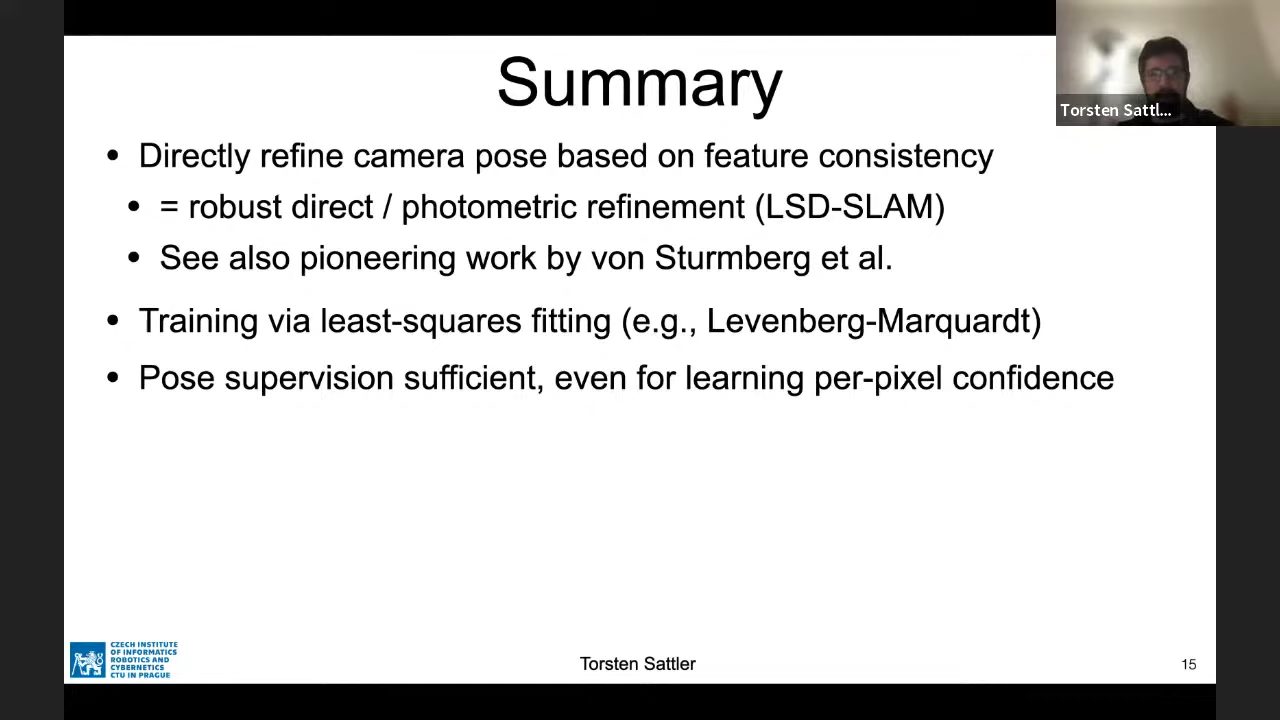 Summary
Torsten Sattl...
• Directly refine camera pose based on feature consistency
• = robust direct / photometric refinement (LSD-SLAM)
• See also pioneering work by von Sturmberg et al.
• Training via least-squares fitting (e.g., Levenberg-Marquardt)
• Pose supervision sufficient, even for learning per-pixel confidence
CZECH INSTITUTE
OF INFORMATICS
ROBOTICS AND
CYBERNETICS
CTU IN PRAGUE
Torsten Sattler
15